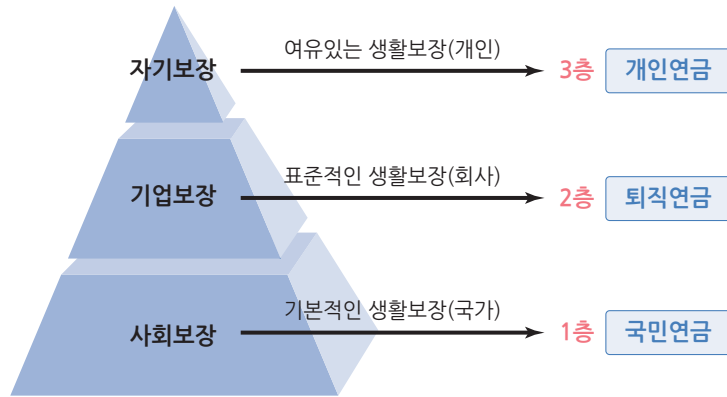 자기보장
여유있는 생활보장(개인)
3층
개인연금
기업보장
표준적인 생활보장(회사)
2층
퇴직연금
사회보장
기본적인 생활보장(국가)
1층
국민연금